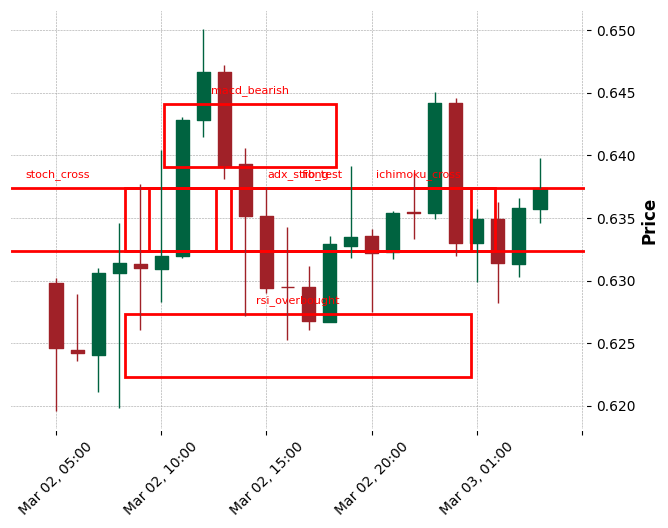 0.650
macd_bearish
0.645
0.640
stoch_cross
adx_strong
fib_test
ichimoku_cross
0.635
Price
0.630
rsi_overbought
0.625
0.620
Mar 02, 05:00
Mar 02, 10:00
Mar 02, 15:00
Mar 02, 20:00
Mar 03, 01:00